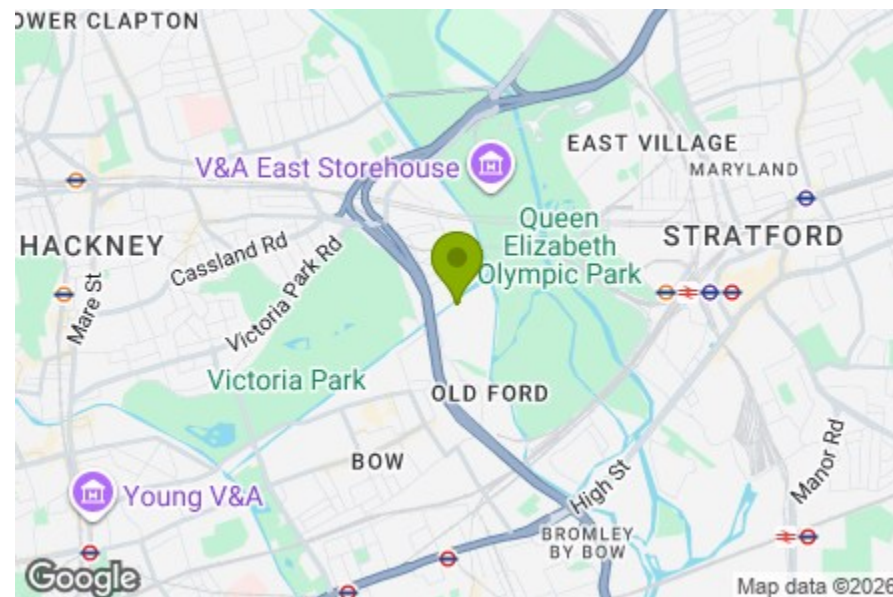 OWER CLAPTON
EAST VILLAGE
V&A East Storehouse
MARYLAND
Queen
Elizabeth
Olympic Park
STRATFORD
HACKNEY
Cassland Rd
Victoria Park Rd
Mare St
Victoria Park
OLD FORD
BOW
Manor Rd
High St
Young V&A
BROMLEY
BY BOW
Google
Map data ©2026